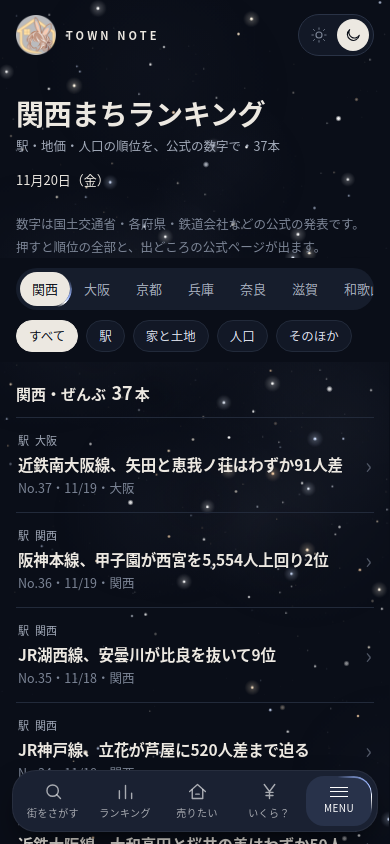 TOWN NOTE
関西まちランキング
駅・地価・人口の順位を、公式の数字で・37本
11月20日（金）
数字は国土交通省・各府県・鉄道会社などの公式の発表です。
押すと順位の全部と、出どころの公式ページが出ます。
関西 大阪 京都 兵庫 奈良 滋賀 和歌
すべて 駅 家と土地 人口 そのほか
関西・ぜんぶ 37本
駅 大阪
近鉄南大阪線、矢田と恵我ノ荘はわずか91人差
No.37・11/19・大阪
駅 関西
阪神本線、甲子園が西宮を5,554人上回り2位
No.36・11/19・関西
駅 関西
JR湖西線、安曇川が比良を抜いて9位
No.35・11/18・関西
駅 関西
JR神戸線、立花が芦屋に520人差まで迫る
街をさがす ランキング 売りたい いくら？ MENU